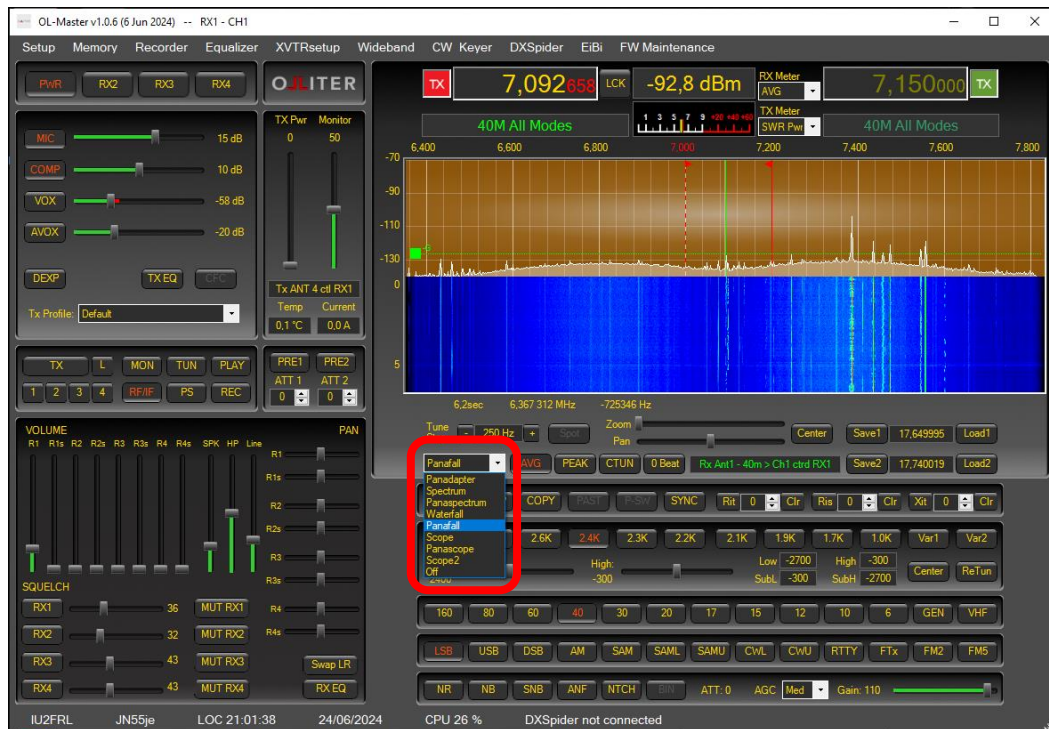 OL-Master v1.0.6 (6 Jun 2024) -- RX1 - CH1
Setup Memory Recorder Equalizer XVTRsetup Wideband CW Keyer DXSpider EiBi FW Maintenance
PWR RX2 RX3 RX4
OLLITER
TX 7,092658 LCK -92,8 dBm RX Meter AVG 7,150000 TX
TX Meter
SWR Pwr
1 3 5 7 9 +20 +40 +60
40M All Modes
40M All Modes
MIC 15 dB
COMP 10 dB
VOX -58 dB
AVOX -20 dB
DEXP TX EQ CFC
Tx Profile: Default
TX Pwr Monitor
0 50
Tx ANT 4 ctl RX1
Temp Current
0,1 °C 0,0 A
6,400 6,600 6,800 7,000 7,200 7,400 7,600 7,800
-70
-90
-110
-130
-6
0
5
TX L MON TUN PLAY
1 2 3 4 RF/IF PS REC
PRE1 PRE2
ATT 1 ATT 2
0 0
6,2sec 6,367 312 MHz -725346 Hz
Tune
- 250 Hz + Spot
Zoom
Pan
Center Save1 17,649995 Load1
Panafall AVG PEAK CTUN 0 Beat Rx Ant1 - 40m > Ch1 ctrd RX1 Save2 17,740019 Load2
Panadapter
Spectrum
Panaspectrum
Waterfall
Panafall
Scope
Panascope
Scope2
Off
COPY PAST P-SW SYNC Rit 0 Clr Ris 0 Clr Xit 0 Clr
2.6K 2.4K 2.3K 2.2K 2.1K 1.9K 1.7K 1.0K Var1 Var2
-2400
High:
-300
Low -2700 High -300
SubL -300 SubH -2700
Center ReTun
160 80 60 40 30 20 17 15 12 10 6 GEN VHF
LSB USB DSB AM SAM SAML SAMU CWL CWU RTTY FTx FM2 FM5
NR NB SNB ANF NTCH BIN ATT: 0 AGC Med Gain: 110
VOLUME PAN
R1 R1s R2 R2s R3 R3s R4 R4s SPK HP Line
R1
R1s
R2
R2s
R3
R3s
R4
R4s
SQUELCH
RX1 36 MUT RX1
RX2 32 MUT RX2
RX3 43 MUT RX3 Swap LR
RX4 43 MUT RX4 RX EQ
IU2FRL JN55je LOC 21:01:38 24/06/2024 CPU 26 % DXSpider not connected